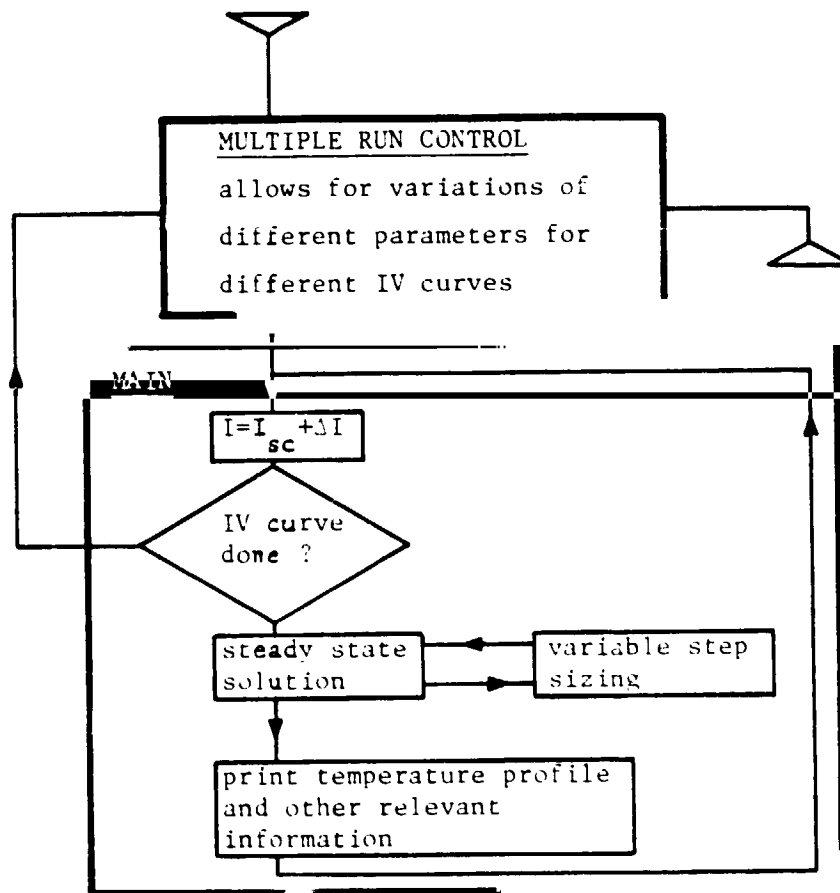 MULTIPLE RUN CONTROL
allows for variations of
different parameters for
different IV curves
MAIN
I=I_sc+ΔI
IV curve
done ?
steady state
solution
variable step
sizing
print temperature profile
and other relevant
information